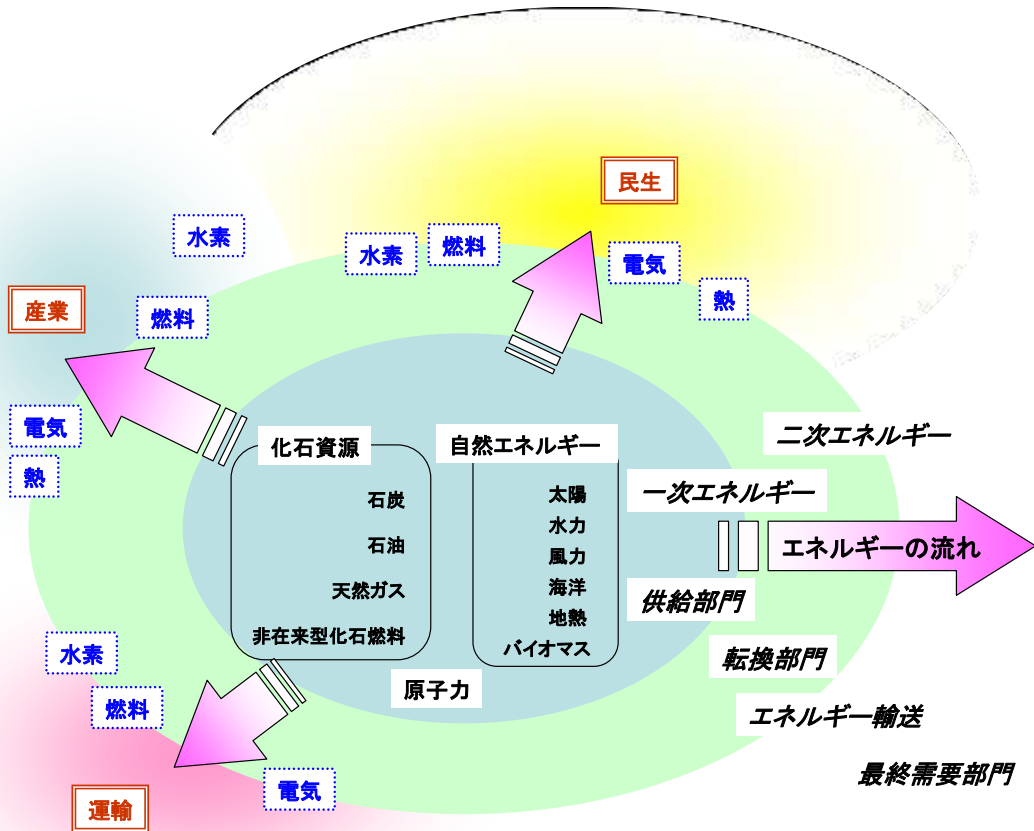 民生
水素
燃料
水素
電気
熱
産業
燃料
電気
熱
化石資源
石炭
石油
天然ガス
非在来型化石燃料
自然エネルギー
太陽
水力
風力
海洋
地熱
バイオマス
原子力
二次エネルギー
一次エネルギー
エネルギーの流れ
供給部門
転換部門
エネルギー輸送
最終需要部門
水素
燃料
電気
運輸